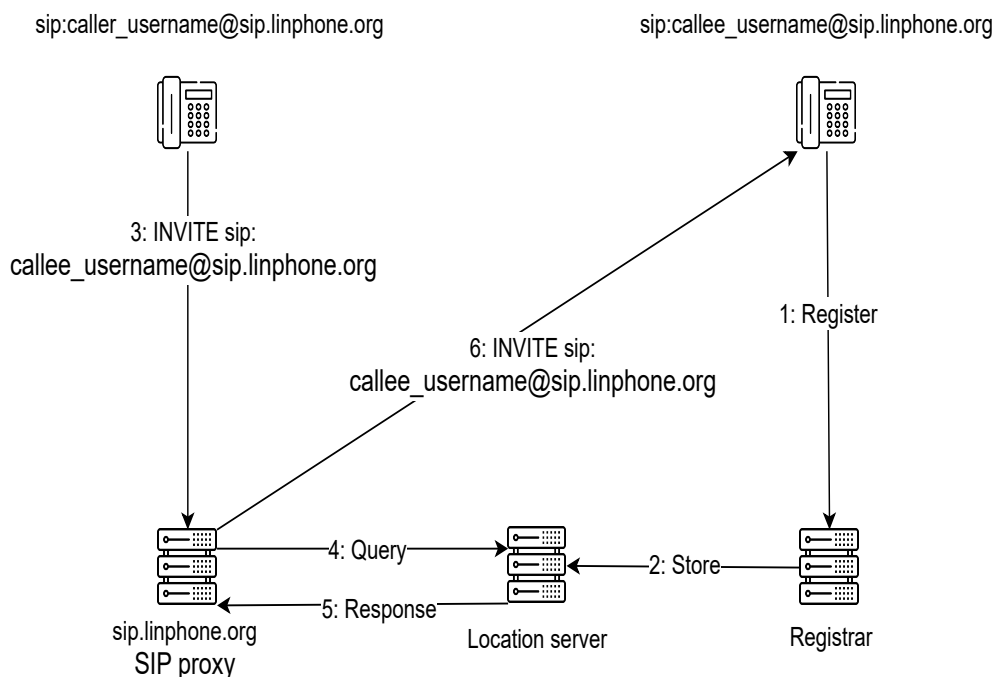 sip:caller_username@sip.linphone.org
sip:callee_username@sip.linphone.org
3: INVITE sip:
callee_username@sip.linphone.org
1: Register
6: INVITE sip:
callee_username@sip.linphone.org
4: Query
2: Store
5: Response
sip.linphone.org
SIP proxy
Location server
Registrar